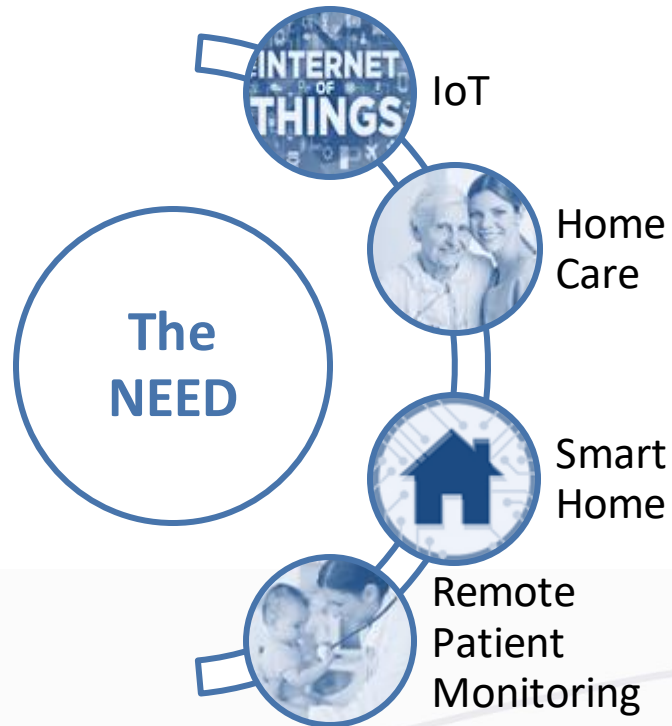 INTERNET
OF
THINGS
IoT
Home
Care
The
NEED
Smart
Home
Remote
Patient
Monitoring